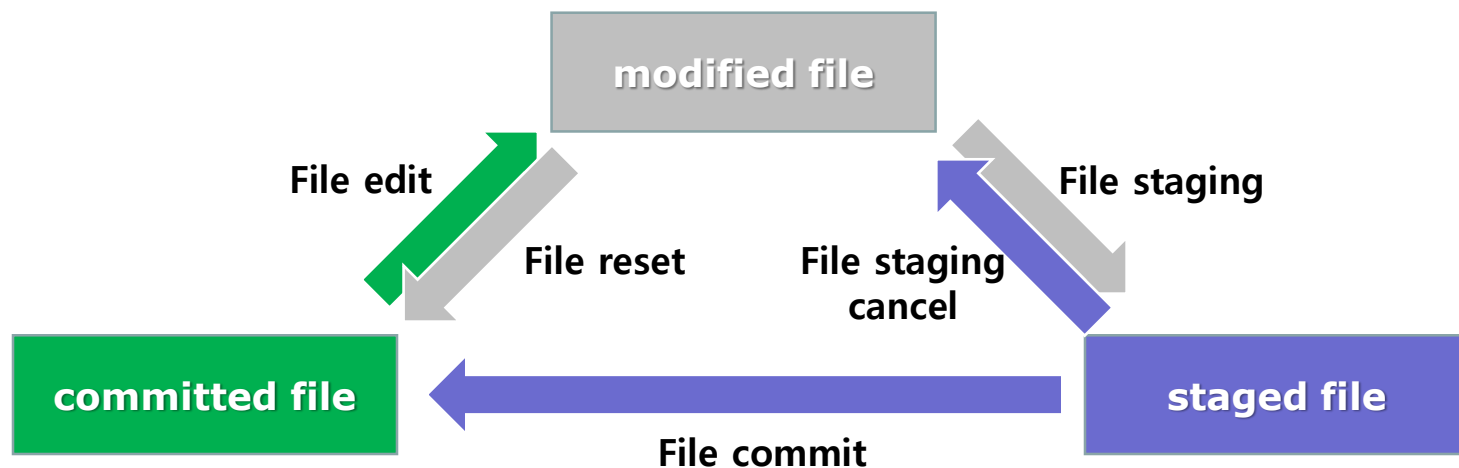 modified file
File edit
File staging
File reset
File staging
cancel
committed file
staged file
File commit